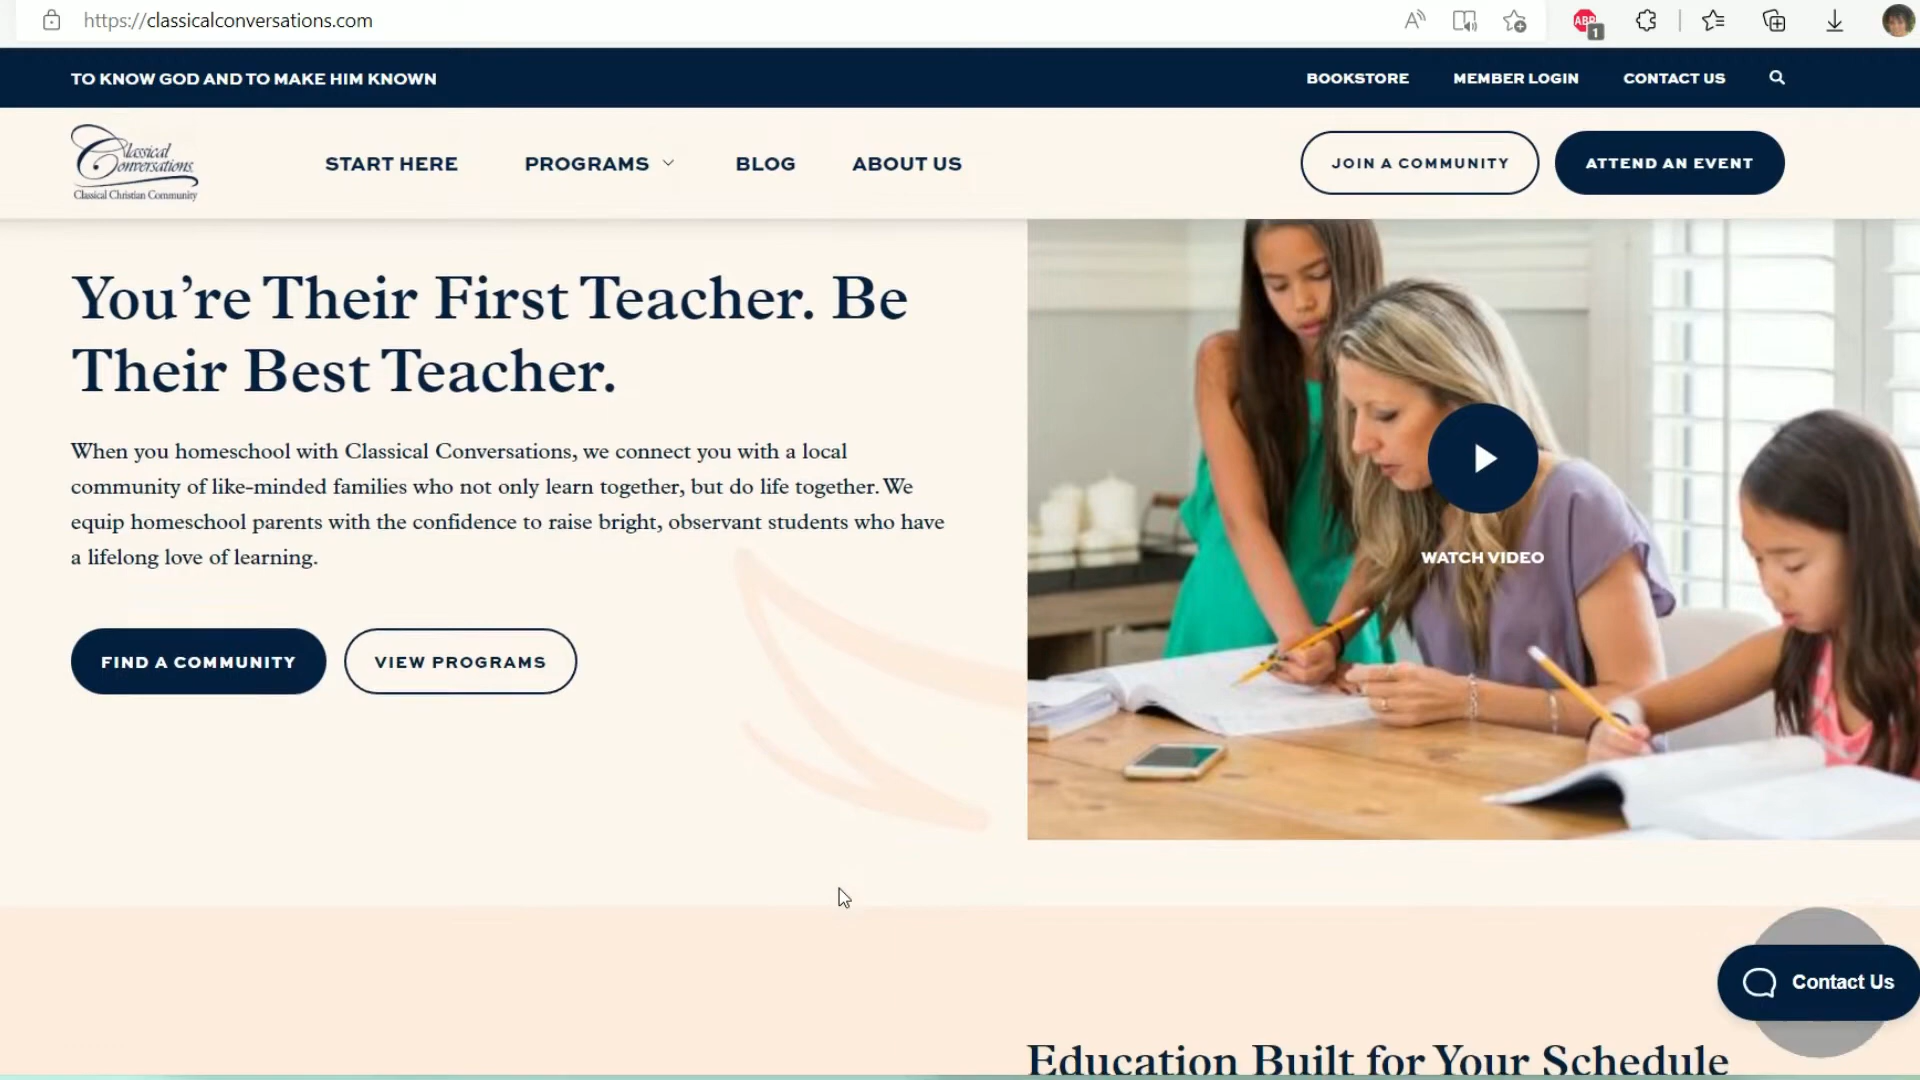 https://classicalconversations.com
ABP
1
TO KNOW GOD AND TO MAKE HIM KNOWN
BOOKSTORE
MEMBER LOGIN
CONTACT US
Classical
Conversations
Classical Christian Community
START HERE
PROGRAMS
BLOG
ABOUT US
JOIN A COMMUNITY
ATTEND AN EVENT
You’re Their First Teacher. Be
Their Best Teacher.
When you homeschool with Classical Conversations, we connect you with a local
community of like-minded families who not only learn together, but do life together. We
equip homeschool parents with the confidence to raise bright, observant students who have
a lifelong love of learning.
FIND A COMMUNITY
VIEW PROGRAMS
WATCH VIDEO
Contact Us
Education Built for Your Schedule